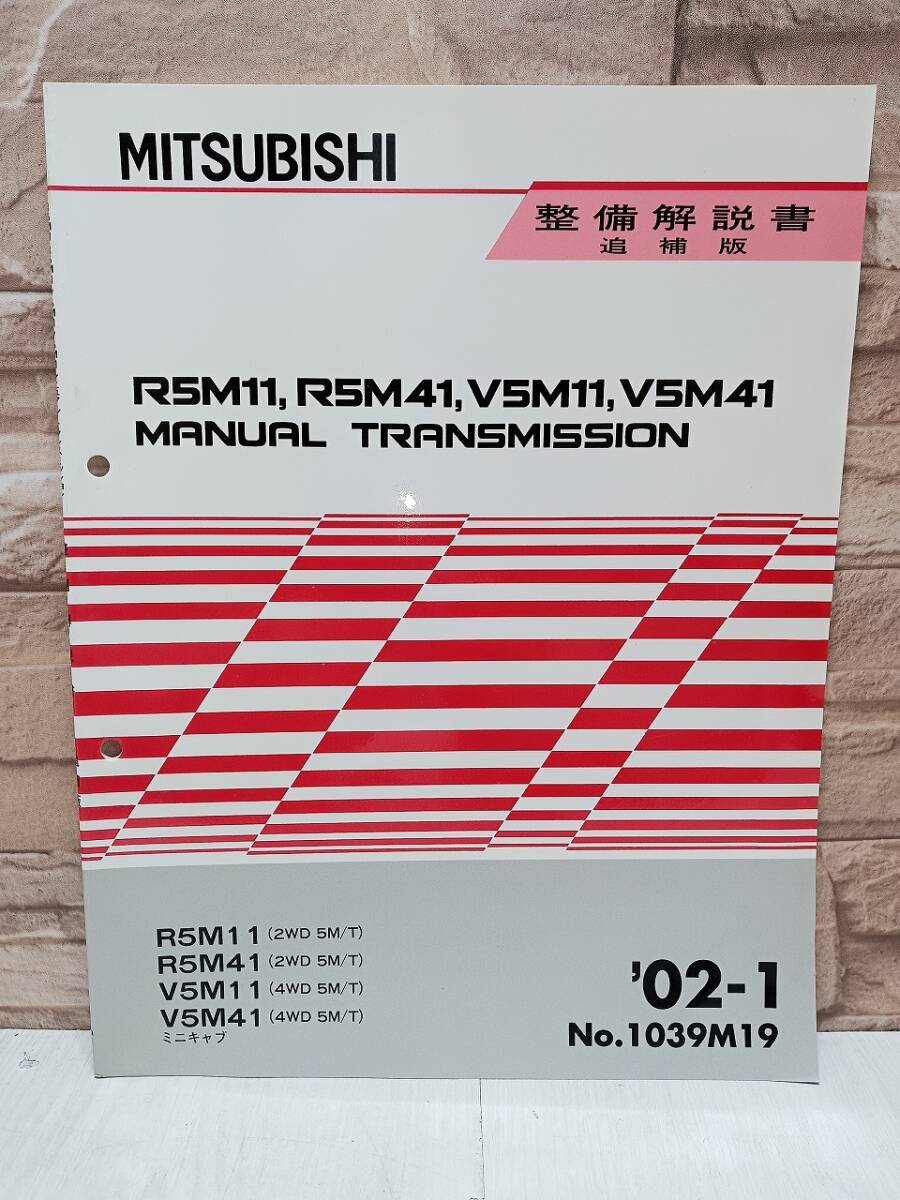 MITSUBISHI
整備解説書
追補版
R5M11, R5M41, V5M11, V5M41
MANUAL TRANSMISSION
R5M11 (2WD 5M/T)
R5M41 (2WD 5M/T)
V5M11 (4WD 5M/T)
V5M41 (4WD 5M/T)
ミニキャブ
'02-1
No.1039M19